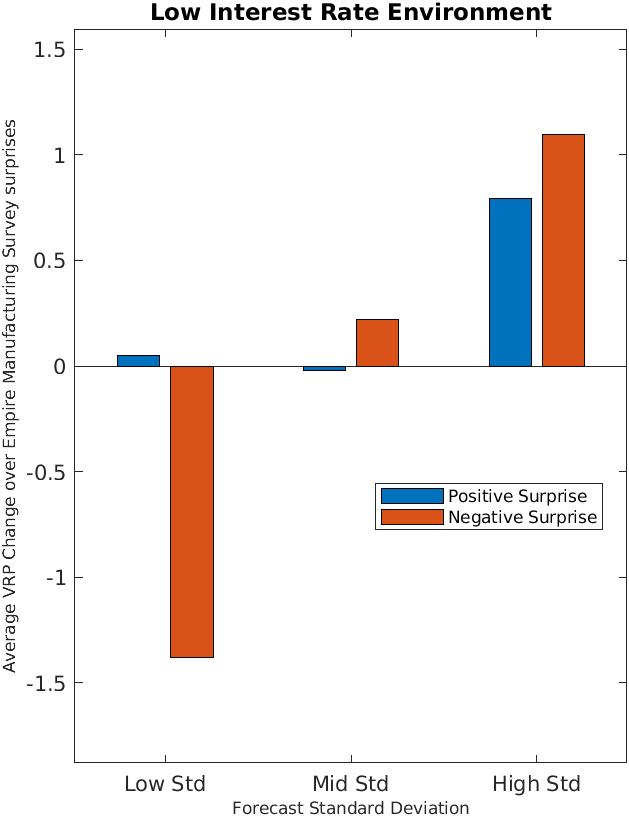 Low Interest Rate Environment
Average VRP Change over Empire Manufacturing Survey surprises
1.5
1
0.5
0
-0.5
-1
-1.5
Positive Surprise
Negative Surprise
Low Std
Mid Std
High Std
Forecast Standard Deviation